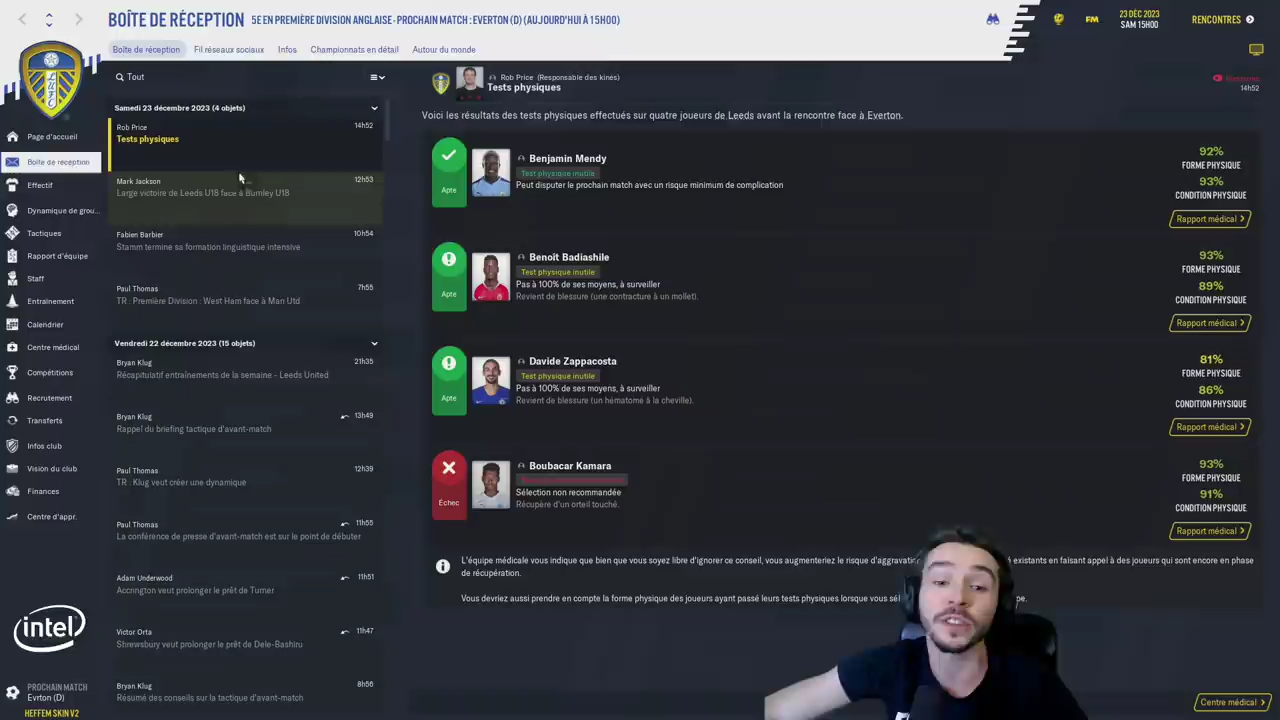 BOÎTE DE RÉCEPTION
5E EN PREMIÈRE DIVISION ANGLAISE - PROCHAIN MATCH : EVERTON (D) (AUJOURD'HUI À 15H00)
FM
23 DÉC 2023
SAM 15H00
RENCONTRES
Boîte de réception
Fil réseaux sociaux
Infos
Championnats en détail
Autour du monde
LUFC
Page d'accueil
Boîte de réception
Effectif
Dynamique de grou...
Tactiques
Rapport d'équipe
Staff
Entraînement
Calendrier
Centre médical
Compétitions
Recrutement
Transferts
Infos club
Vision du club
Finances
Centre d'appr.
intel
PROCHAIN MATCH
Evrton (D)
HEFFEM SKIN V2
Tout
Samedi 23 décembre 2023 (4 objets)
Rob Price
14h52
Tests physiques
Mark Jackson
12h53
Large victoire de Leeds U18 face à Burnley U18
Fabien Barbier
10h54
Stamm termine sa formation linguistique intensive
Paul Thomas
7h55
TR : Première Division : West Ham face à Man Utd
Vendredi 22 décembre 2023 (15 objets)
Bryan Klug
21h35
Récapitulatif entraînements de la semaine - Leeds United
Bryan Klug
13h49
Rappel du briefing tactique d'avant-match
Paul Thomas
12h39
TR : Klug veut créer une dynamique
Paul Thomas
11h55
La conférence de presse d'avant-match est sur le point de débuter
Adam Underwood
11h51
Accrington veut prolonger le prêt de Turner
Victor Orta
11h47
Shrewsbury veut prolonger le prêt de Dele-Bashiru
Bryan Klug
8h56
Résumé des conseils sur la tactique d'avant-match
Rob Price (Responsable des kinés)
Tests physiques
14h52
Voici les résultats des tests physiques effectués sur quatre joueurs de Leeds avant la rencontre face à Everton.
Apte
Benjamin Mendy
Test physique inutile
Peut disputer le prochain match avec un risque minimum de complication
92%
FORME PHYSIQUE
93%
CONDITION PHYSIQUE
Rapport médical
Apte
Benoît Badiashile
Test physique inutile
Pas à 100% de ses moyens, à surveiller
Revient de blessure (une contracture à un mollet).
93%
FORME PHYSIQUE
89%
CONDITION PHYSIQUE
Rapport médical
Apte
Davide Zappacosta
Test physique inutile
Pas à 100% de ses moyens, à surveiller
Revient de blessure (un hématome à la cheville).
81%
FORME PHYSIQUE
86%
CONDITION PHYSIQUE
Rapport médical
Échec
Boubacar Kamara
Sélection non recommandée
Récupère d'un orteil touché.
93%
FORME PHYSIQUE
91%
CONDITION PHYSIQUE
Rapport médical
L'équipe médicale vous indique que bien que vous soyez libre d'ignorer ce conseil, vous augmenteriez le risque d'aggravati existants en faisant appel à des joueurs qui sont encore en phase
de récupération.
Vous devriez aussi prendre en compte la forme physique des joueurs ayant passé leurs tests physiques lorsque vous
Centre médical